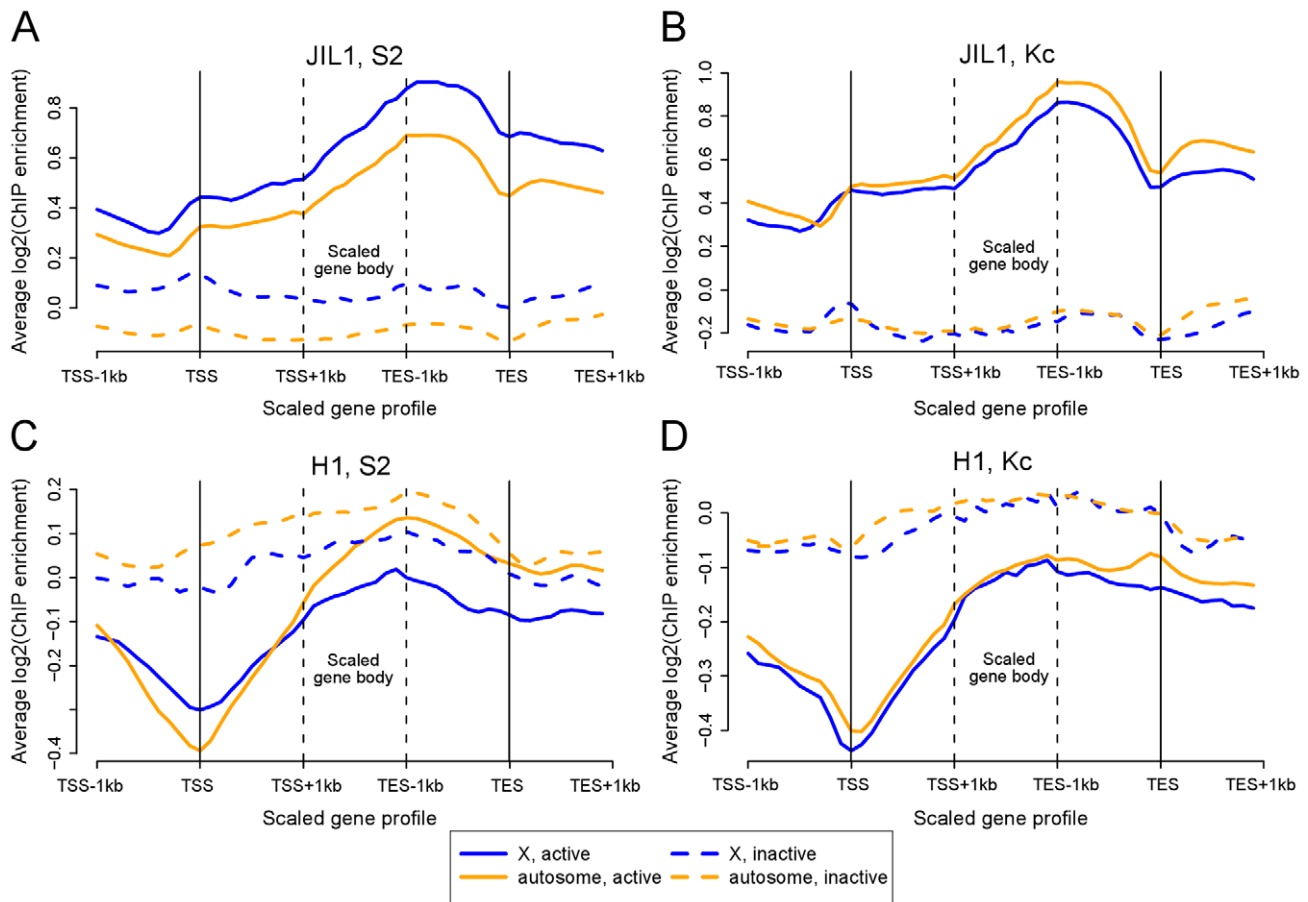 A
JIL1, S2
Average log2(ChIP enrichment)
0.8
0.6
0.4
0.2
0.0
Scaled
gene body
TSS-1kb
TSS
TSS+1kb
TES-1kb
TES
TES+1kb
Scaled gene profile
B
JIL1, Kc
Average log2(ChIP enrichment)
1.0
0.8
0.6
0.4
0.2
0.0
−0.2
Scaled
gene body
TSS-1kb
TSS
TSS+1kb
TES-1kb
TES
TES+1kb
Scaled gene profile
C
H1, S2
Average log2(ChIP enrichment)
0.2
0.1
0.0
−0.1
−0.2
−0.4
Scaled
gene body
TSS-1kb
TSS
TSS+1kb
TES-1kb
TES
TES+1kb
Scaled gene profile
D
H1, Kc
Average log2(ChIP enrichment)
0.0
−0.1
−0.2
−0.3
−0.4
Scaled
gene body
TSS-1kb
TSS
TSS+1kb
TES-1kb
TES
TES+1kb
Scaled gene profile
X, active
X, inactive
autosome, active
autosome, inactive